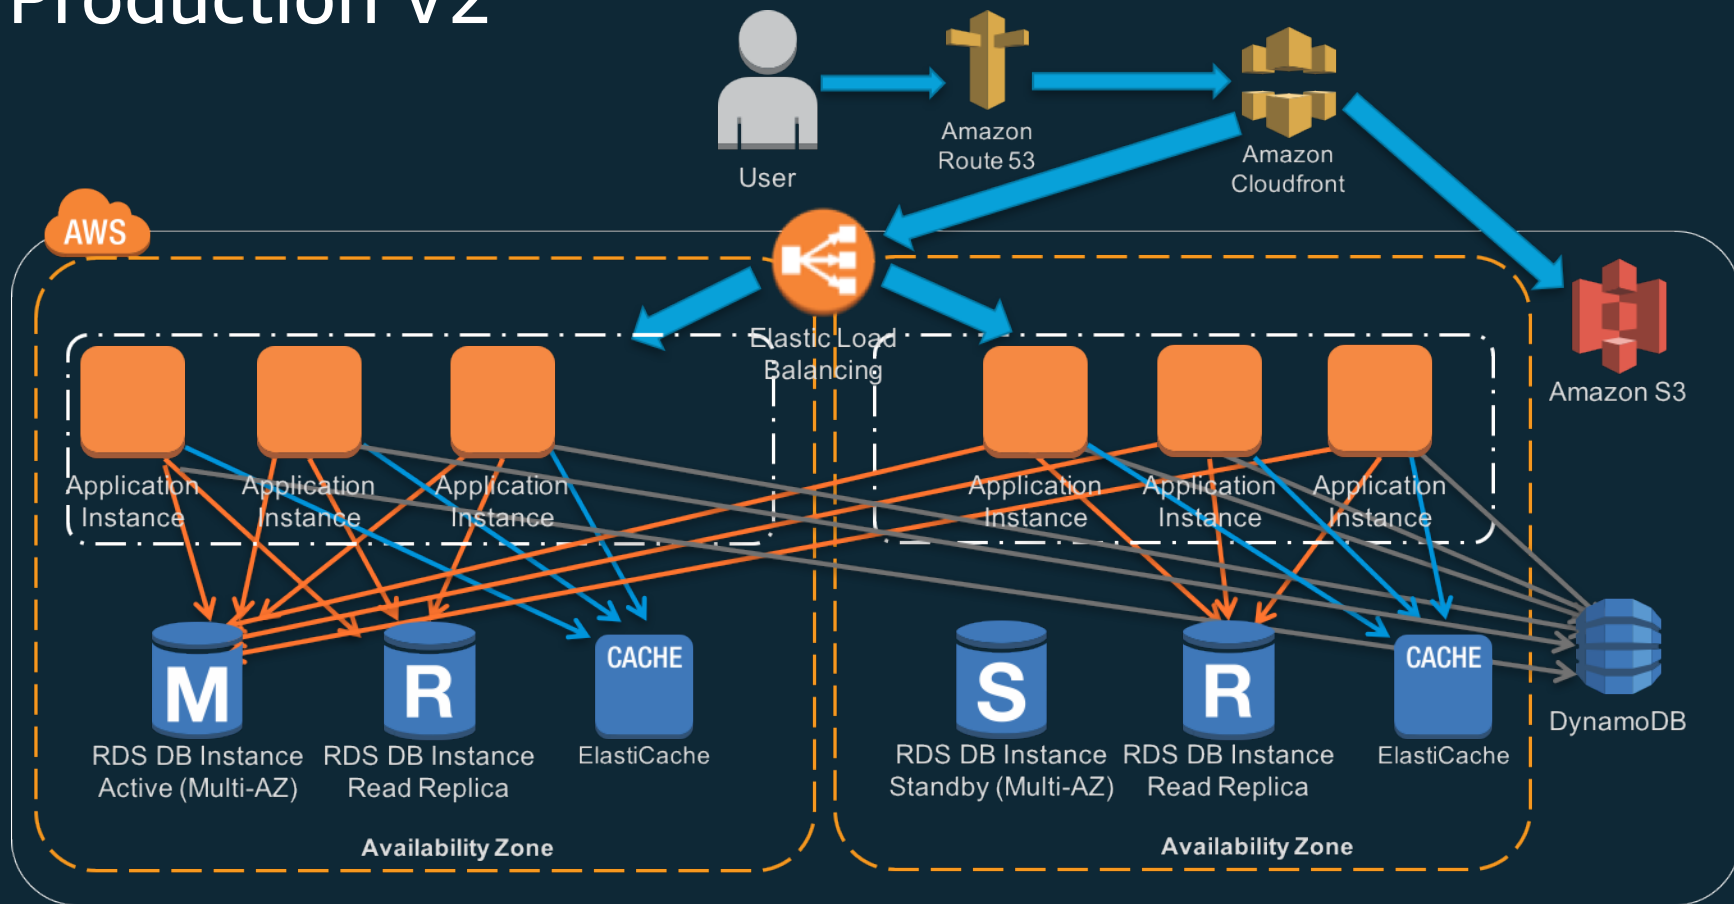 Production V2
User
Amazon
Route 53
Amazon
Cloudfront
AWS
Elastic Load
Balancing
Amazon S3
Application
Instance
Application
Instance
Application
Instance
Application
Instance
Application
Instance
Application
Instance
M
R
CACHE
S
R
CACHE
RDS DB Instance
Active (Multi-AZ)
RDS DB Instance
Read Replica
ElastiCache
RDS DB Instance
Standby (Multi-AZ)
RDS DB Instance
Read Replica
ElastiCache
DynamoDB
Availability Zone
Availability Zone